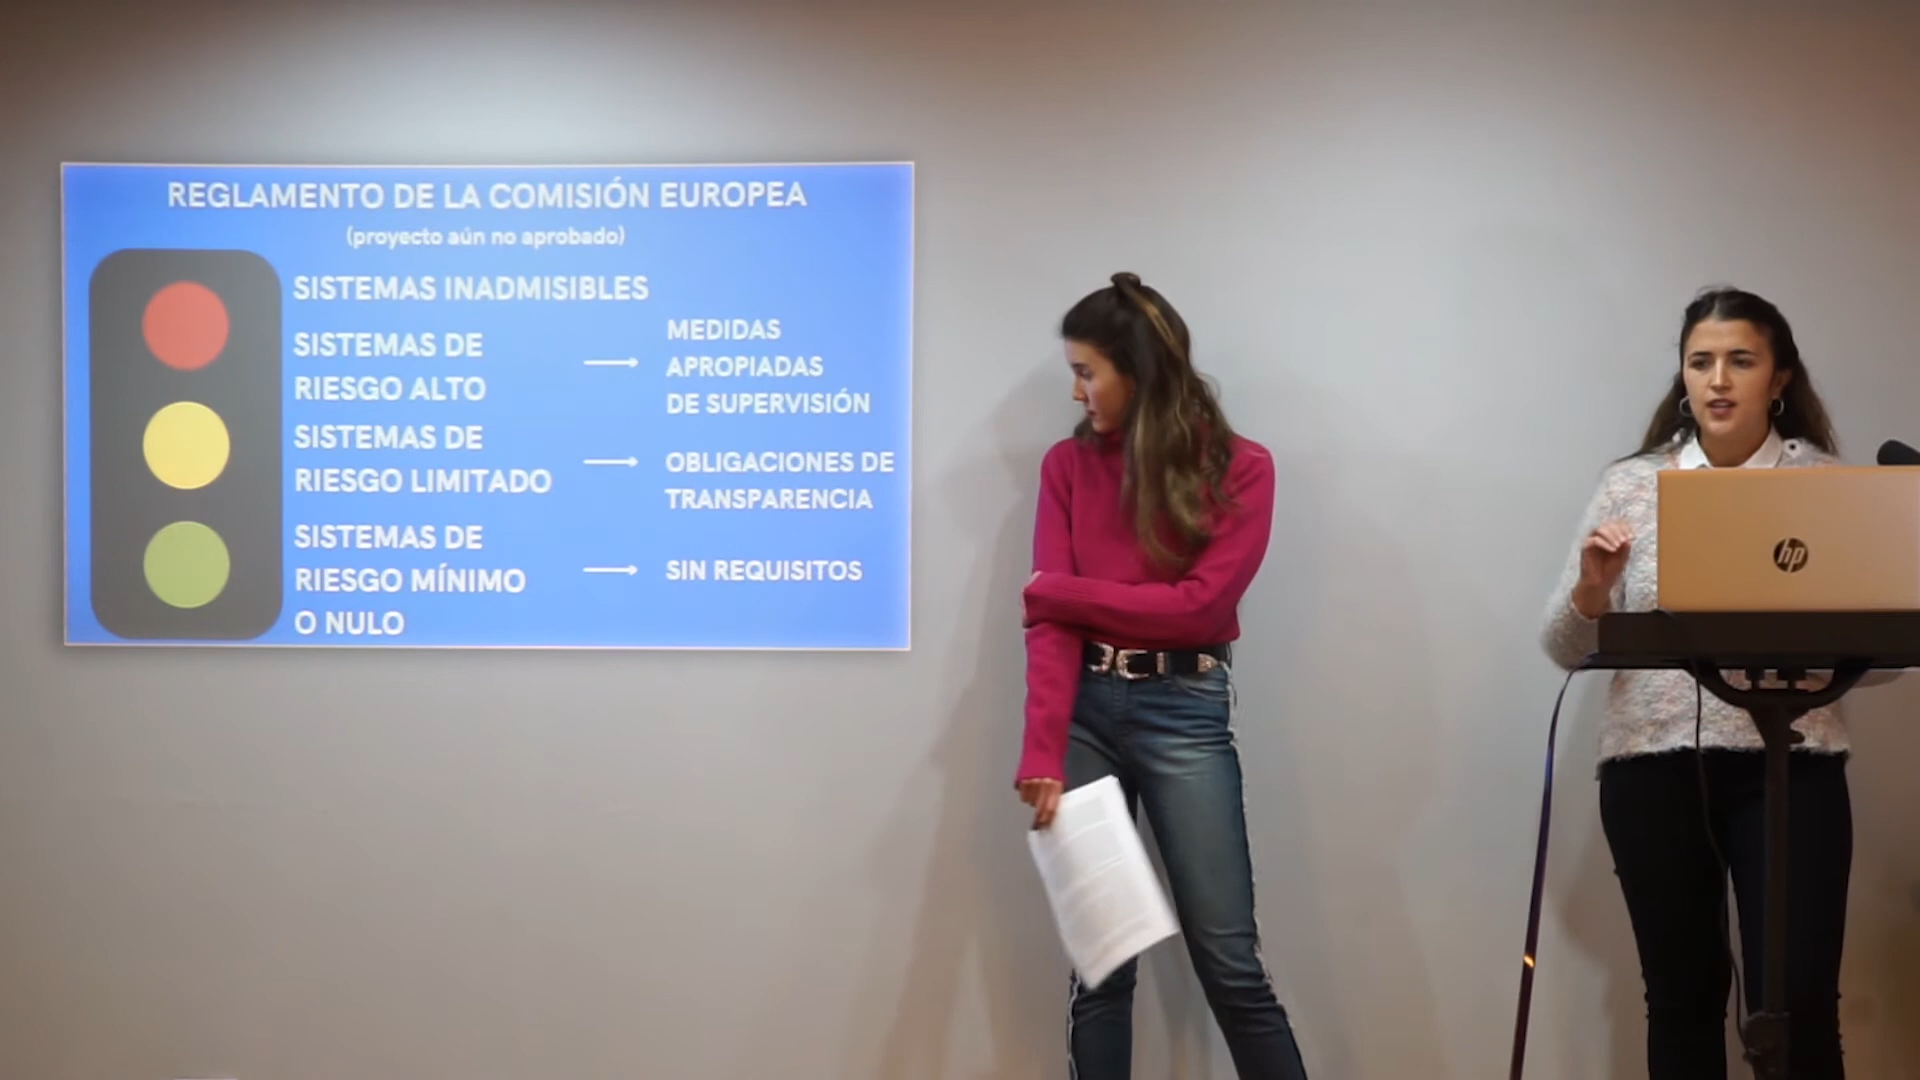 REGLAMENTO DE LA COMISIÓN EUROPEA
(proyecto aún no aprobado)
SISTEMAS INADMISIBLES
SISTEMAS DE
RIESGO ALTO
MEDIDAS
APROPIADAS
DE SUPERVISIÓN
SISTEMAS DE
RIESGO LIMITADO
OBLIGACIONES DE
TRANSPARENCIA
SISTEMAS DE
RIESGO MÍNIMO
O NULO
SIN REQUISITOS
hp